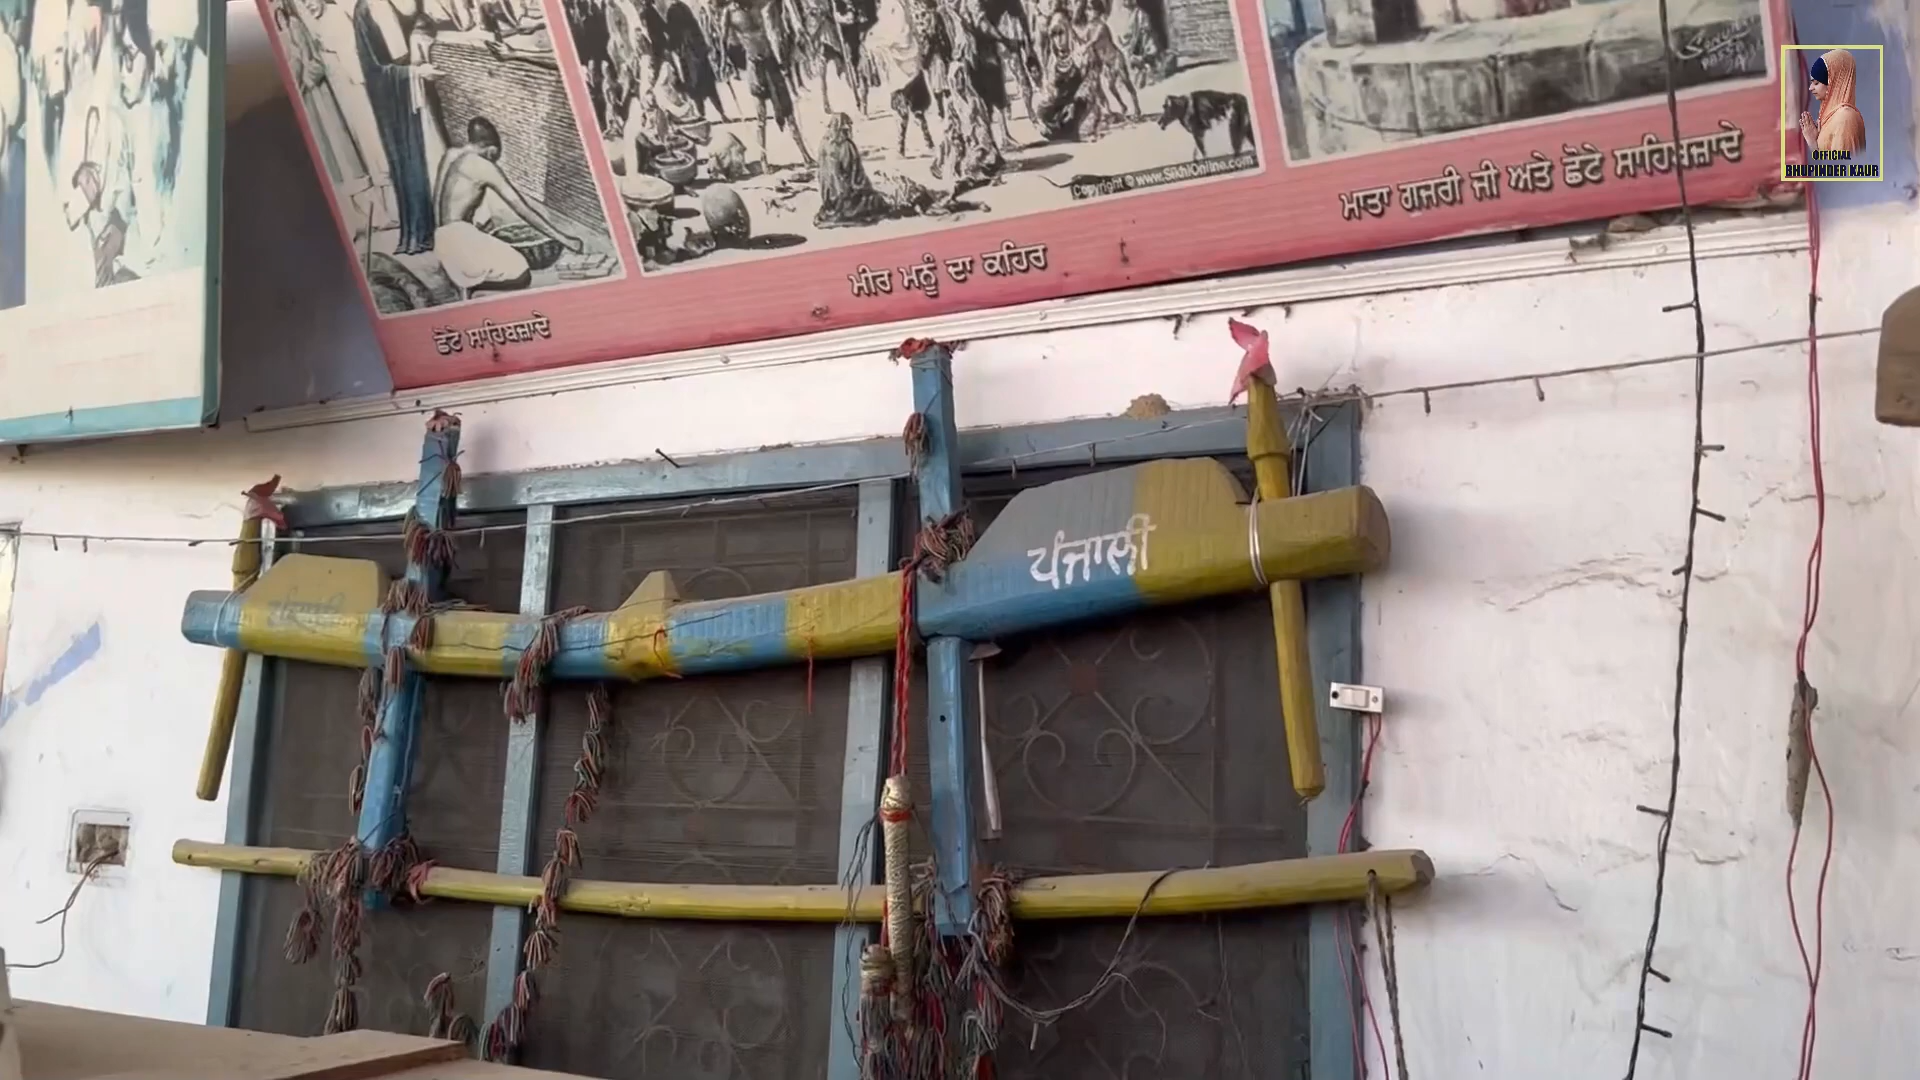 Copyright © www.SikhiOnline.com
ਛੋਟੇ ਸਾਹਿਬਜ਼ਾਦੇ
ਮੀਰ ਮਨੂੰ ਦਾ ਕਹਿਰ
ਮਾਤਾ ਗੁਜਰੀ ਜੀ ਅਤੇ ਛੋਟੇ ਸਾਹਿਬਜ਼ਾਦੇ
OFFICIAL
BHUPINDER KAUR
ਪੰਜਾਲੀ